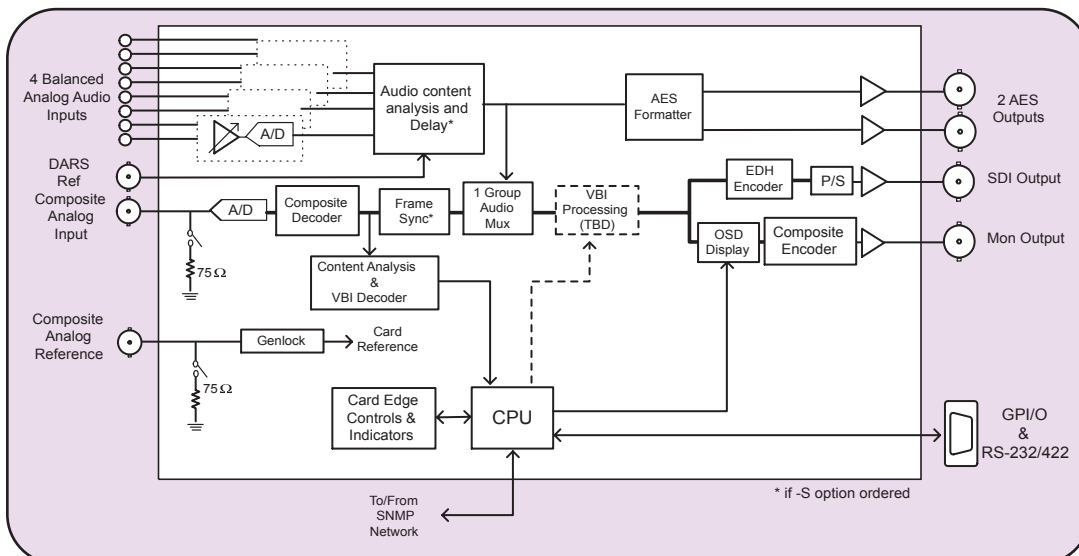 4 Balanced
Analog Audio
Inputs
A/D
Audio content
analysis and
Delay*
AES
Formatter
2 AES
Outputs
DARS
Ref
Composite
Analog
Input
A/D
Composite
Decoder
Frame
Sync*
1 Group
Audio
Mux
VBI
Processing
(TBD)
EDH
Encoder
P/S
SDI Output
OSD
Display
Composite
Encoder
Mon Output
75Ω
Content Analysis
&
VBI Decoder
Composite
Analog
Reference
Genlock
Card
Reference
75Ω
Card Edge
Controls &
Indicators
CPU
GPI/O
&
RS-232/422
* if -S option ordered
To/From
SNMP
Network